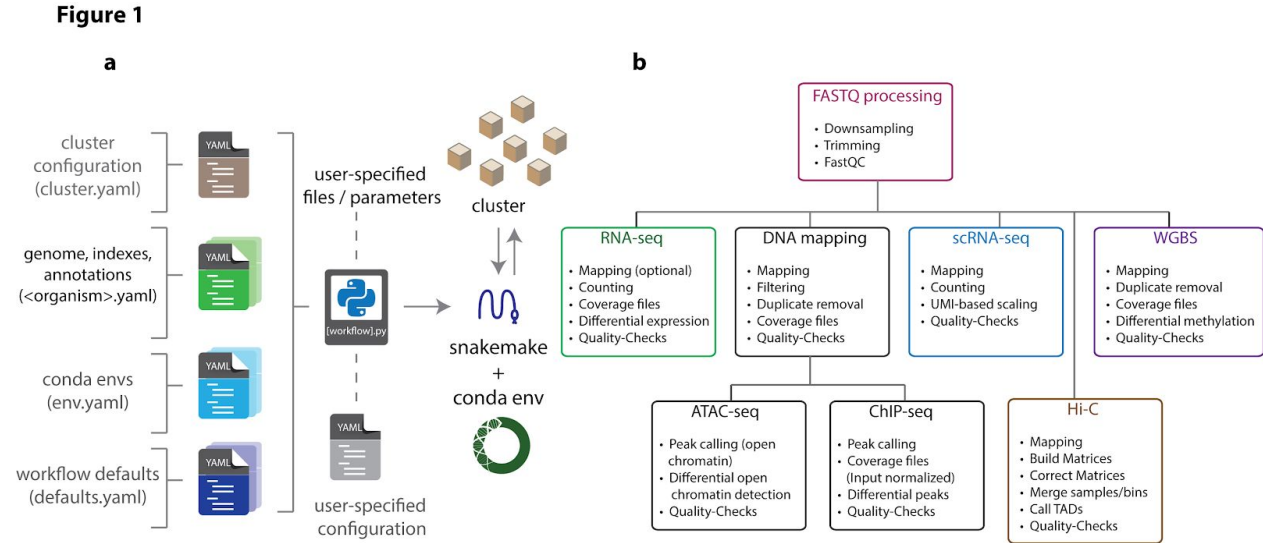 Figure 1
a
cluster
configuration
(cluster.yaml)
YAML
genome, indexes,
annotations
(<organism>.yaml)
YAML
conda envs
(env.yaml)
YAML
workflow defaults
(defaults.yaml)
YAML
user-specified
files / parameters
[workflow].py
YAML
user-specified
configuration
cluster
snakemake
+
conda env
b
FASTQ processing
• Downsampling
• Trimming
• FastQC
RNA-seq
• Mapping (optional)
• Counting
• Coverage files
• Differential expression
• Quality-Checks
DNA mapping
• Mapping
• Filtering
• Duplicate removal
• Coverage files
• Quality-Checks
scRNA-seq
• Mapping
• Counting
• UMI-based scaling
• Quality-Checks
WGBS
• Mapping
• Duplicate removal
• Coverage files
• Differential methylation
• Quality-Checks
ATAC-seq
• Peak calling (open
chromatin)
• Differential open
chromatin detection
• Quality-Checks
ChIP-seq
• Peak calling
• Coverage files
(Input normalized)
• Differential peaks
• Quality-Checks
Hi-C
• Mapping
• Build Matrices
• Correct Matrices
• Merge samples/bins
• Call TADs
• Quality-Checks